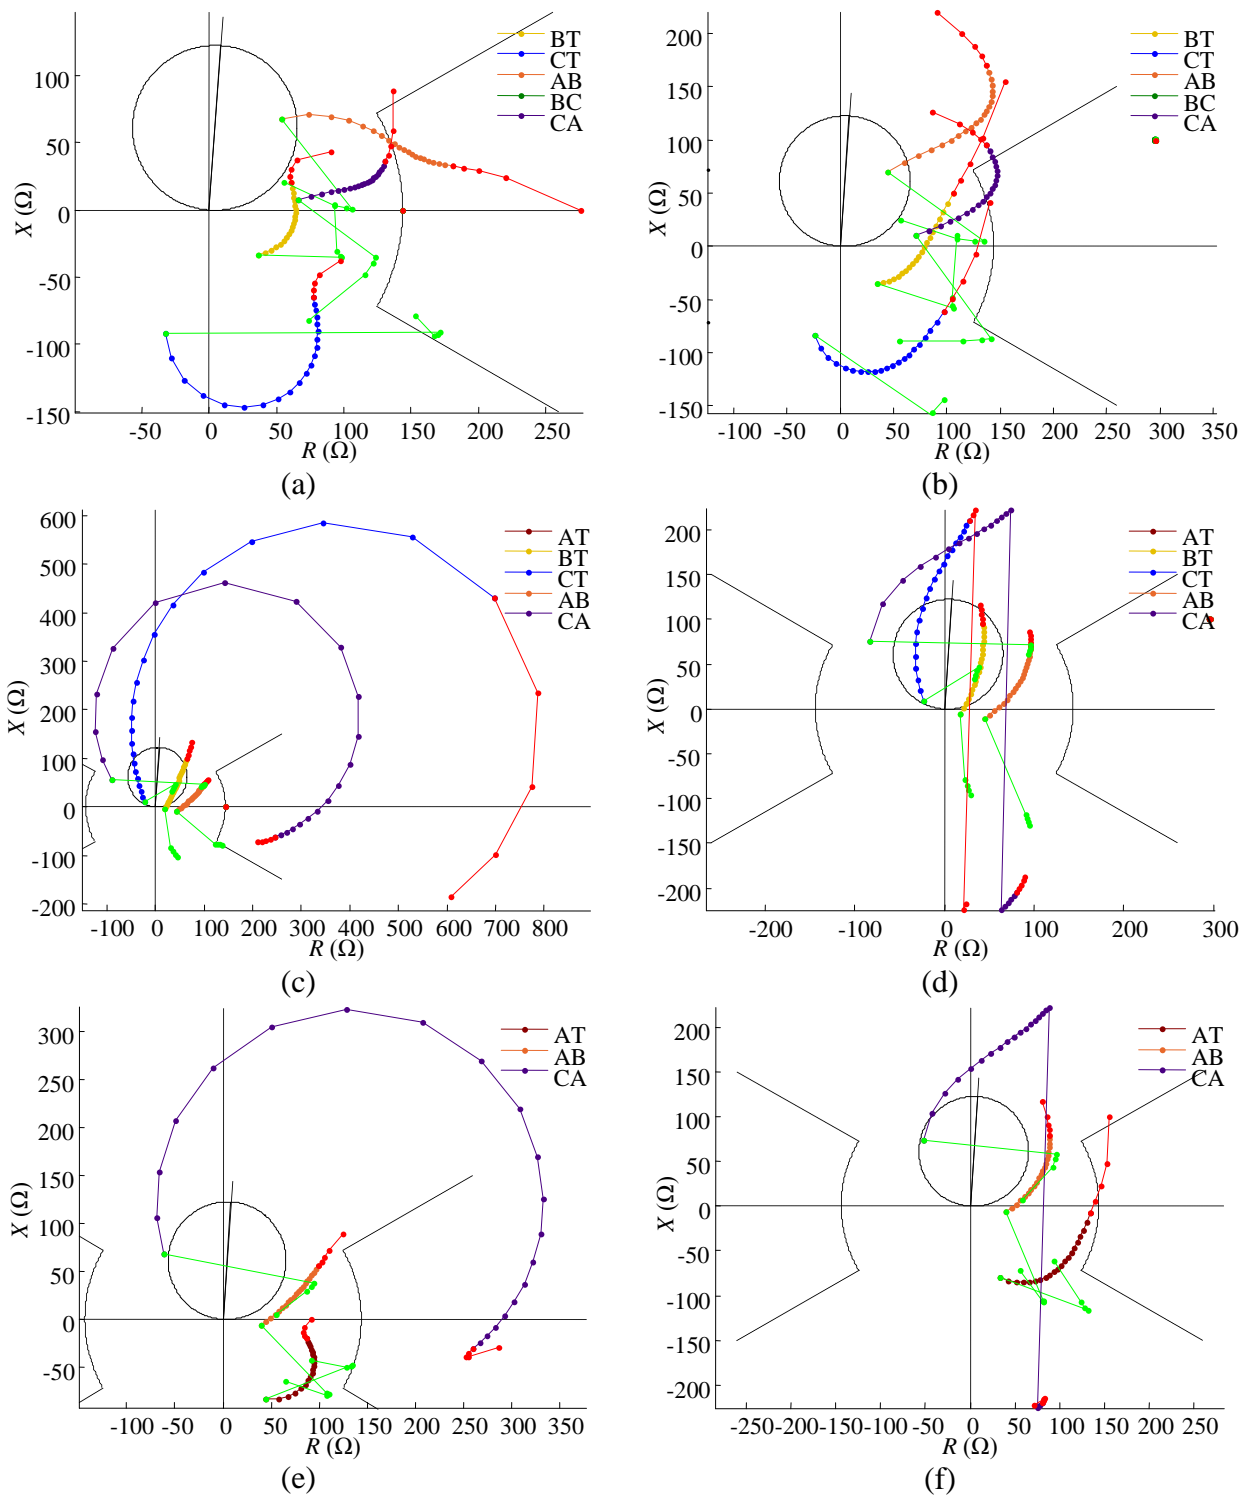 100
50
0
-50
-100
-150
X (Ω)
-50 0 50 100 150 200 250
R (Ω)
BT
CT
AB
BC
CA
(a)
200
150
100
50
0
-50
-100
-150
X (Ω)
-100 -50 0 50 100 150 200 250 300 350
R (Ω)
BT
CT
AB
BC
CA
(b)
600
500
400
300
200
100
0
-100
-200
X (Ω)
-100 0 100 200 300 400 500 600 700 800
R (Ω)
AT
BT
CT
AB
CA
(c)
200
150
100
50
0
-50
-100
-150
-200
X (Ω)
-200 -100 0 50 100 200 300
R (Ω)
AT
BT
CT
AB
CA
(d)
300
250
200
150
100
50
0
-50
X (Ω)
-100 -50 0 50 100 150 200 250 300 350
R (Ω)
AT
AB
CA
(e)
200
150
100
50
0
-50
-100
-150
-200
X (Ω)
-250-200-150-100-50 0 50 100 150 200 250
R (Ω)
AT
AB
CA
(f)